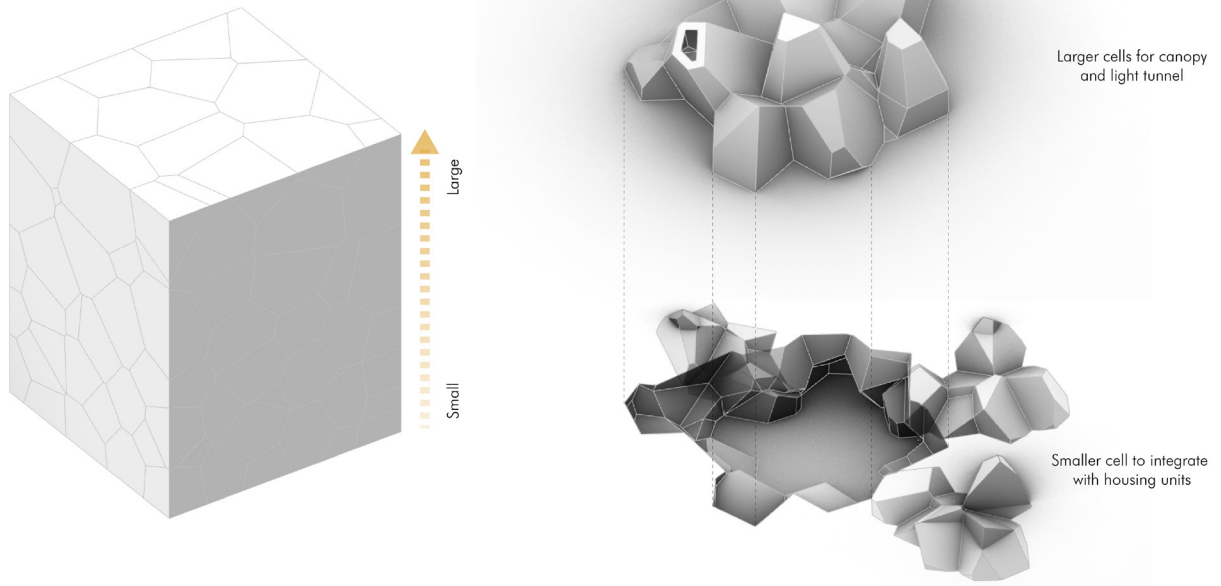 Large
Small
Larger cells for canopy
and light tunnel
Smaller cell to integrate
with housing units